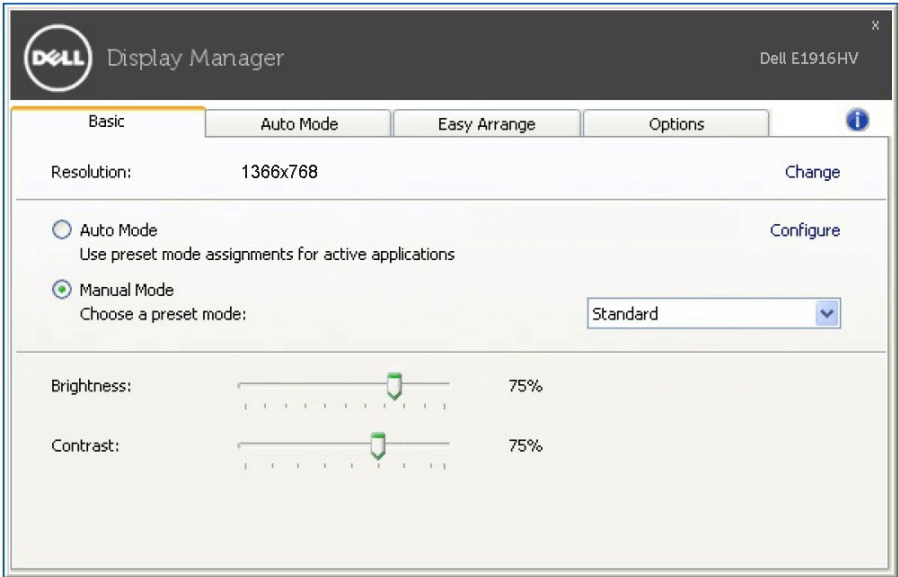 x
DELL Display Manager Dell E1916HV
Basic Auto Mode Easy Arrange Options i
Resolution: 1366x768 Change
Auto Mode Configure
Use preset mode assignments for active applications
Manual Mode
Choose a preset mode: Standard
Brightness: 75%
Contrast: 75%